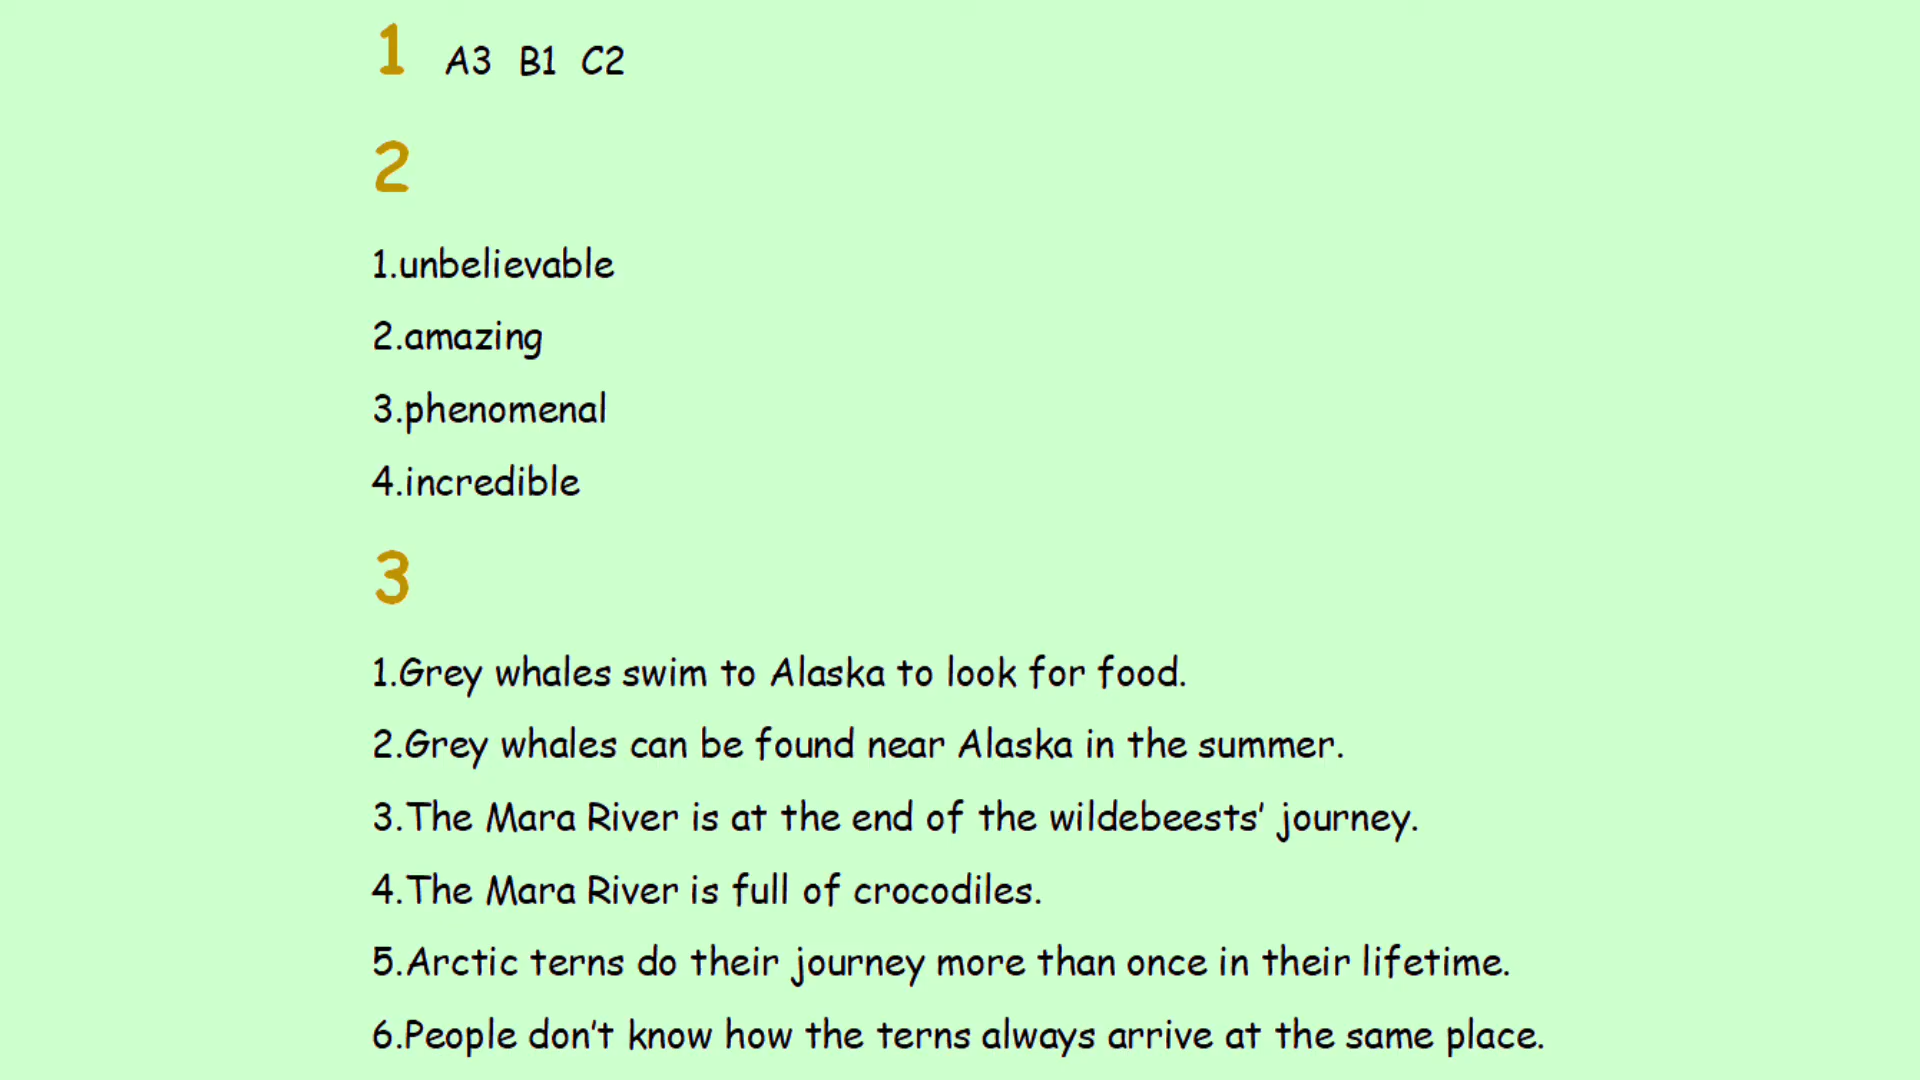 1 A3 B1 C2
2
1.unbelievable
2.amazing
3.phenomenal
4.incredible
3
1.Grey whales swim to Alaska to look for food.
2.Grey whales can be found near Alaska in the summer.
3.The Mara River is at the end of the wildebeests’ journey.
4.The Mara River is full of crocodiles.
5.Arctic terns do their journey more than once in their lifetime.
6.People don’t know how the terns always arrive at the same place.